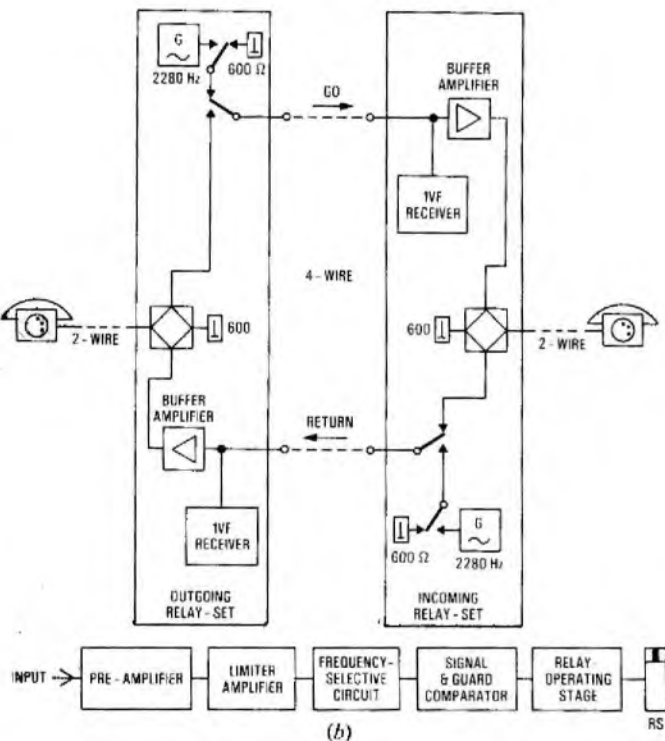 G
2280 Hz
600 Ω
GO
BUFFER
AMPLIFIER
1VF
RECEIVER
4 - WIRE
600
2 - WIRE
600
2 - WIRE
BUFFER
AMPLIFIER
RETURN
1VF
RECEIVER
600 Ω
G
2280 Hz
OUTGOING
RELAY-SET
INCOMING
RELAY-SET
INPUT
PRE-AMPLIFIER
LIMITER
AMPLIFIER
FREQUENCY-
SELECTIVE
CIRCUIT
SIGNAL
& GUARD
COMPARATOR
RELAY-
OPERATING
STAGE
RS
(b)